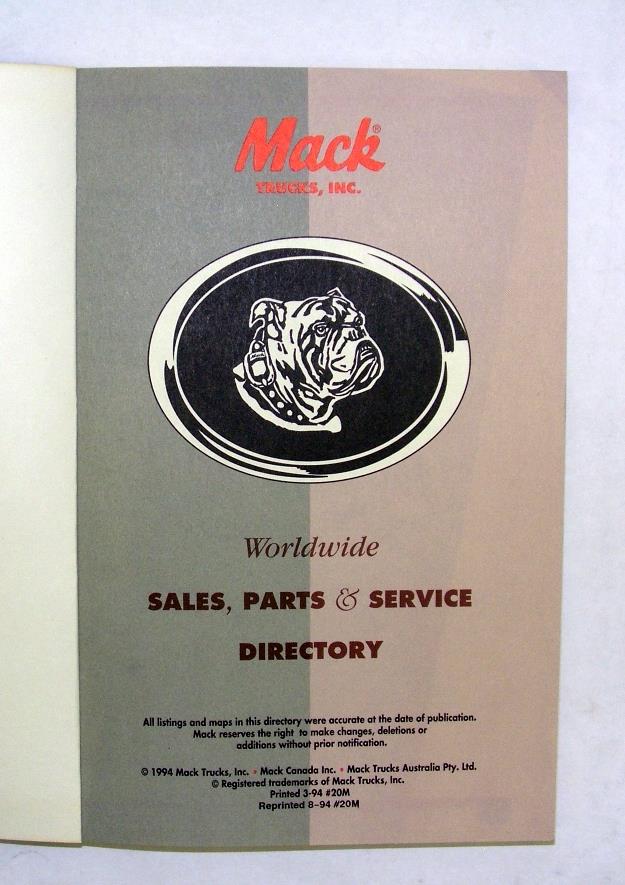 Mack®
TRUCKS, INC.
Worldwide
SALES, PARTS & SERVICE
DIRECTORY
All listings and maps in this directory were accurate at the date of publication.
Mack reserves the right to make changes, deletions or
additions without prior notification.
© 1994 Mack Trucks, Inc. • Mack Canada Inc. • Mack Trucks Australia Pty. Ltd.
© Registered trademarks of Mack Trucks, Inc.
Printed 3-94 #20M
Reprinted 8-94 #20M